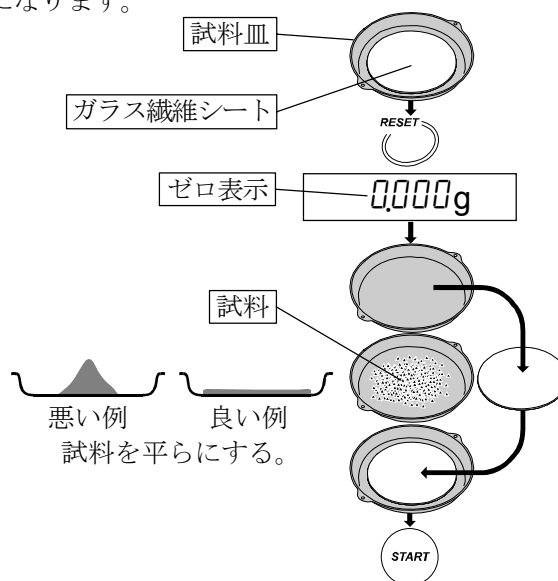 になります。
試料皿
ガラス繊維シート
RESET
ゼロ表示
0.000g
試料
悪い例
良い例
試料を平らにする。
START